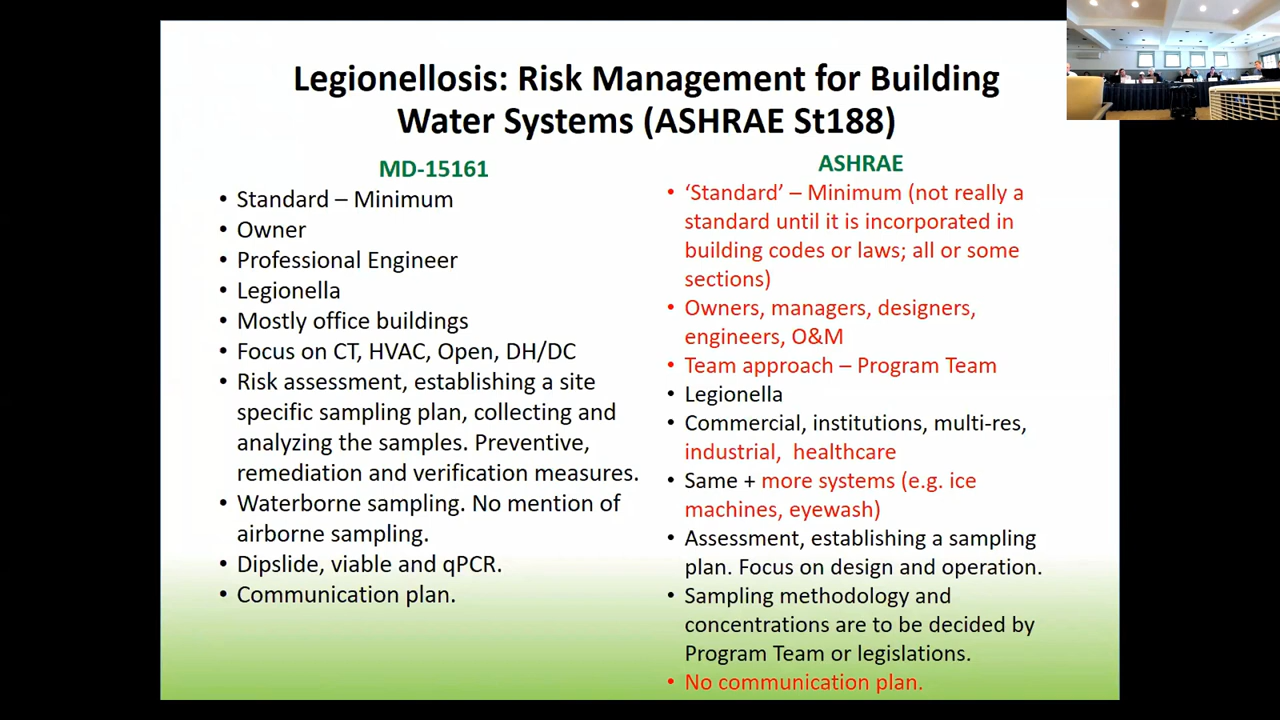 Legionellosis: Risk Management for Building
Water Systems (ASHRAE St188)
MD-15161
• Standard – Minimum
• Owner
• Professional Engineer
• Legionella
• Mostly office buildings
• Focus on CT, HVAC, Open, DH/DC
• Risk assessment, establishing a site
specific sampling plan, collecting and
analyzing the samples. Preventive,
remediation and verification measures.
• Waterborne sampling. No mention of
airborne sampling.
• Dipslide, viable and qPCR.
• Communication plan.
ASHRAE
• ‘Standard’ – Minimum (not really a
standard until it is incorporated in
building codes or laws; all or some
sections)
• Owners, managers, designers,
engineers, O&M
• Team approach – Program Team
• Legionella
• Commercial, institutions, multi-res,
industrial, healthcare
• Same + more systems (e.g. ice
machines, eyewash)
• Assessment, establishing a sampling
plan. Focus on design and operation.
• Sampling methodology and
concentrations are to be decided by
Program Team or legislations.
• No communication plan.